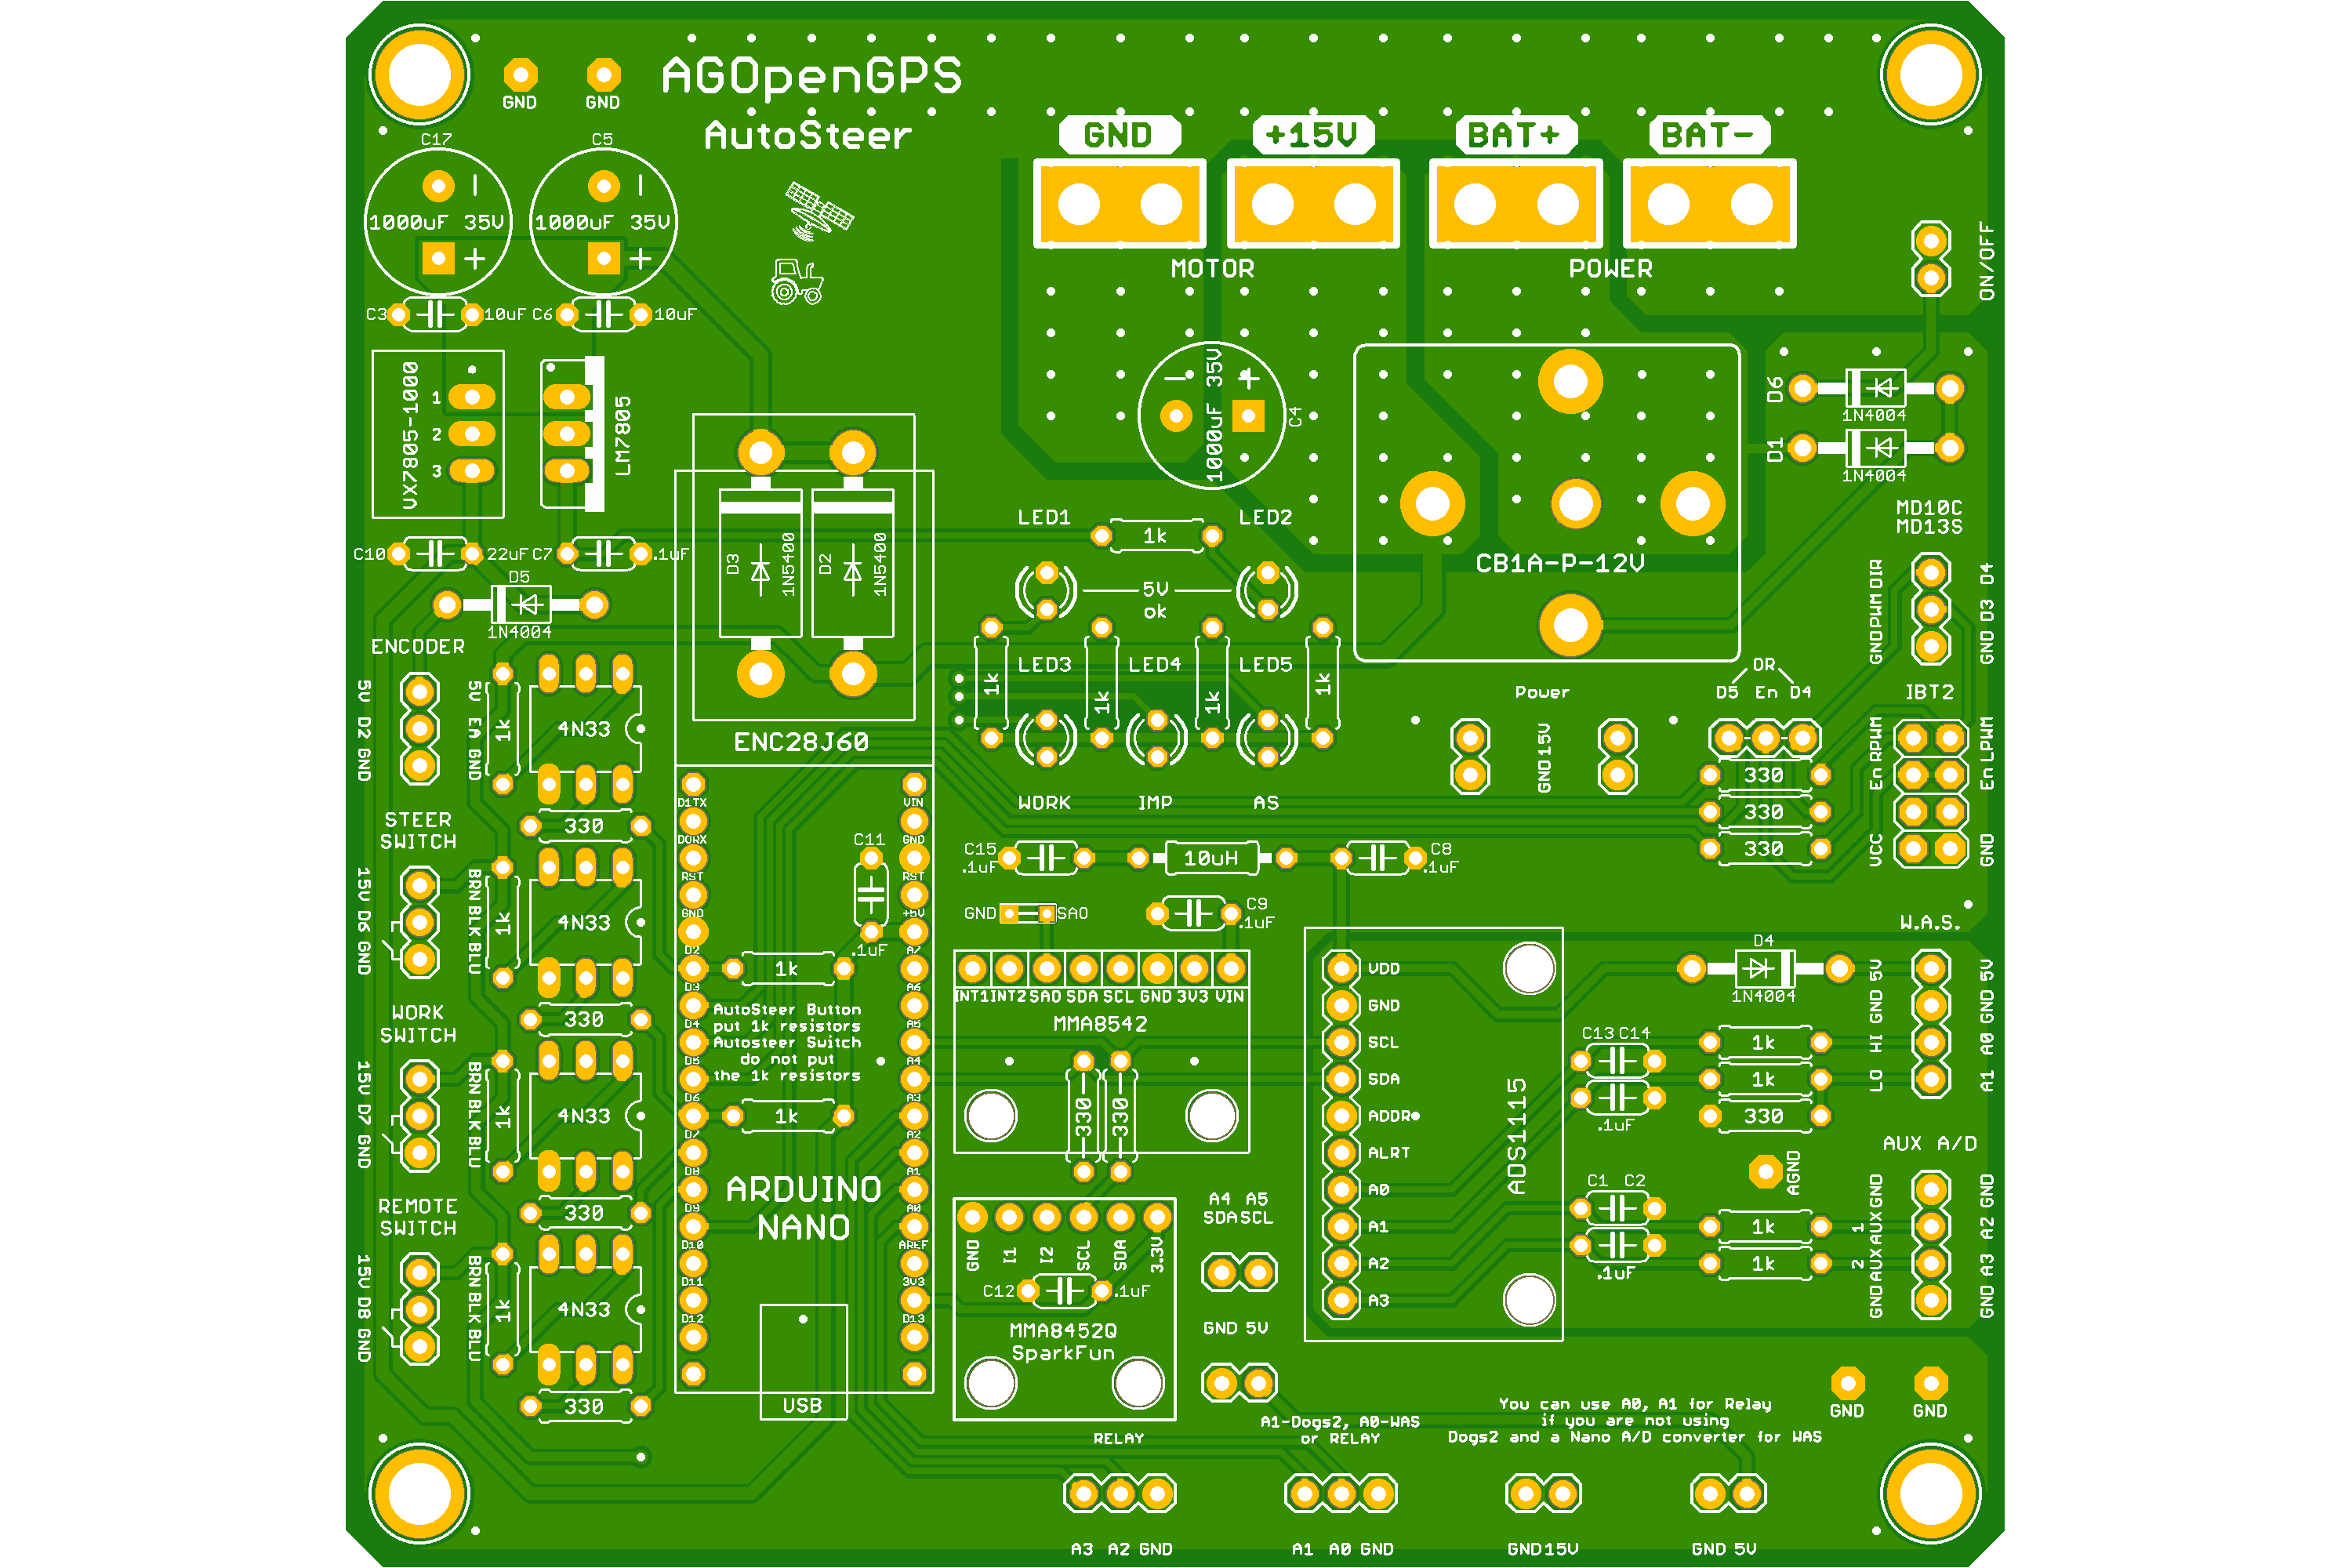 AGOpenGPS
AutoSteer
GND
GND
GND
+15V
BAT+
BAT-
MOTOR
POWER
ON/OFF
C17
1000uF 35V
C5
1000uF 35V
C3
10uF
C6
10uF
VX7805-1000
1
2
3
LM7805
C4
1000uF 35V
D6
1N4004
D1
1N4004
MD10C
MD13S
C10
22uF
C7
.1uF
D5
1N4004
D3
1N5400
D2
1N5400
ENC28J60
LED1
LED2
1k
5V
ok
LED3
LED4
LED5
1k
1k
1k
1k
WORK
IMP
AS
CB1A-P-12V
GND PWM DIR
GND D3 D4
OR
D5 En D4
IBT2
Power
GND 15V
330
330
330
En RPWM
En LPWM
VCC
GND
ENCODER
5V D2 GND
5V EA GND
1k
4N33
330
STEER
SWITCH
15V D6 GND
BRN BLK BLU
1k
4N33
330
WORK
SWITCH
15V D7 GND
BRN BLK BLU
1k
4N33
330
REMOTE
SWITCH
15V D8 GND
BRN BLK BLU
1k
4N33
330
D1TX
D0RX
RST
GND
D2
D3
D4
D5
D6
D7
D8
D9
D10
D11
D12
VIN
GND
RST
+5V
A7
A6
A5
A4
A3
A2
A1
A0
AREF
3V3
D13
C11
.1uF
1k
AutoSteer Button
put 1k resistors
Autosteer Switch
do not put
the 1k resistors
1k
ARDUINO
NANO
USB
C15
.1uF
10uH
C8
.1uF
GND
SA0
C9
.1uF
INT1 INT2 SAO SDA SCL GND 3V3 VIN
MMA8542
330
330
GND
I1
I2
SCL
SDA
3.3V
C12
.1uF
MMA8452Q
SparkFun
A4 A5
SDA SCL
GND 5V
VDD
GND
SCL
SDA
ADDR
ALRT
A0
A1
A2
A3
ADS1115
W.A.S.
D4
1N4004
GND 5V
HI
LO
A1 A0 GND 5V
C13 C14
.1uF
1k
1k
330
AUX A/D
AGND
C1 C2
.1uF
1k
1k
AUX GND
1
GND AUX
2
GND A3 A2 GND
GND
GND
You can use A0, A1 for Relay
if you are not using
Dogs2 and a Nano A/D converter for WAS
RELAY
A1-Dogs2, A0-WAS
or RELAY
A3 A2 GND
A1 A0 GND
GND 15V
GND 5V